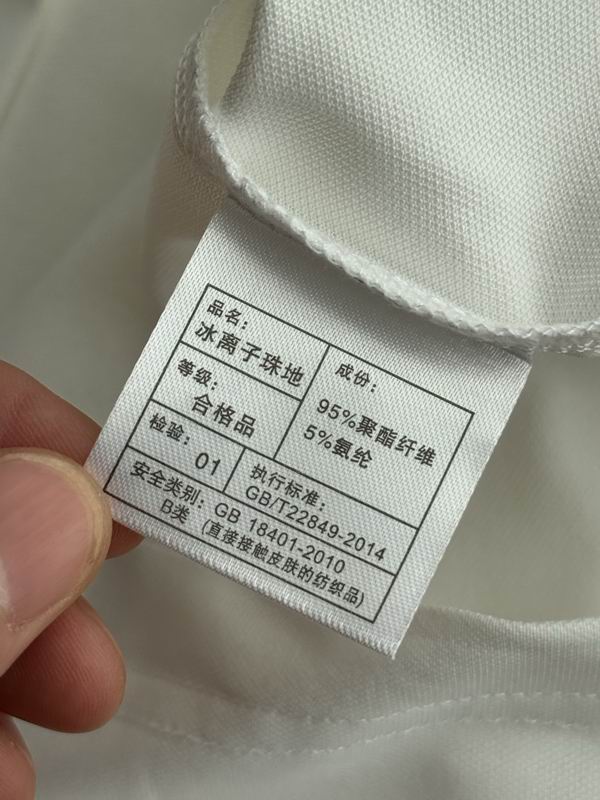 品名：
冰离子珠地
成份：
95%聚酯纤维
5%氨纶
等级：
合格品
检验：
01
执行标准：
GB/T22849-2014
安全类别：GB 18401-2010
B类 (直接接触皮肤的纺织品)